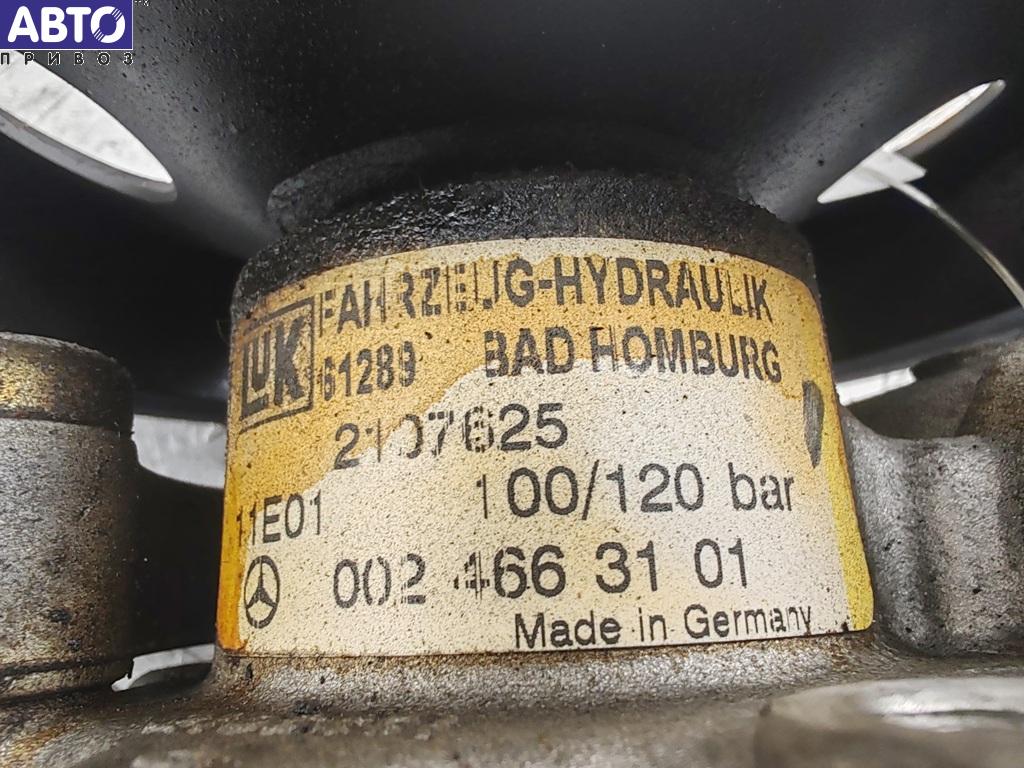 АВТО
ПРИВОЗ
LUK FAHRZEUG-HYDRAULIK
61289 BAD HOMBURG
2107625
11E01 100/120 bar
002 466 31 01
Made in Germany